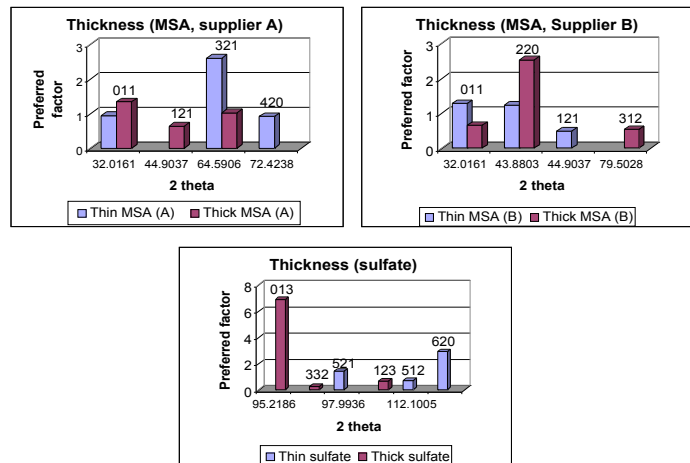 Thickness (MSA, supplier A)
Preferred factor
3
2
1
0
011
121
321
420
32.0161 44.9037 64.5906 72.4238
2 theta
Thin MSA (A) Thick MSA (A)
Thickness (MSA, Supplier B)
Preferred factor
3
2
1
0
011
220
121
312
32.0161 43.8803 44.9037 79.5028
2 theta
Thin MSA (B) Thick MSA (B)
Thickness (sulfate)
Preferred factor
8
6
4
2
0
013
332
521
123
512
620
95.2186 97.9936 112.1005
2 theta
Thin sulfate Thick sulfate